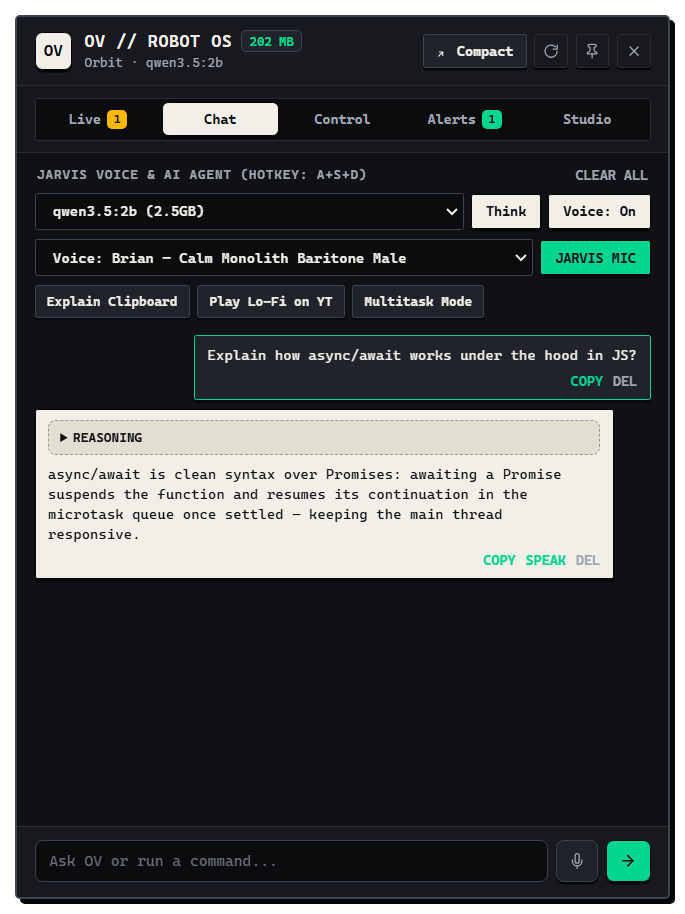 OV
OV // ROBOT OS
202 MB
Orbit · qwen3.5:2b
Compact
Live 1
Chat
Control
Alerts 1
Studio
JARVIS VOICE & AI AGENT (HOTKEY: A+S+D)
CLEAR ALL
qwen3.5:2b (2.5GB)
Think
Voice: On
Voice: Brian – Calm Monolith Baritone Male
JARVIS MIC
Explain Clipboard
Play Lo-Fi on YT
Multitask Mode
Explain how async/await works under the hood in JS?
COPY DEL
REASONING
async/await is clean syntax over Promises: awaiting a Promise
suspends the function and resumes its continuation in the
microtask queue once settled – keeping the main thread
responsive.
COPY SPEAK DEL
Ask OV or run a command...